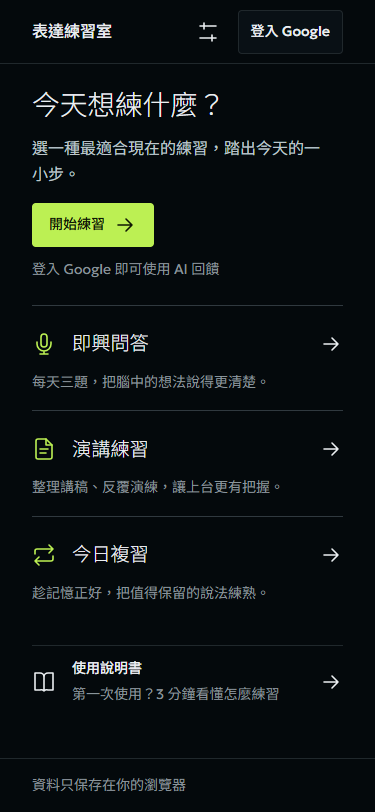 表達練習室
登入 Google
今天想練什麼？
選一種最適合現在的練習，踏出今天的一
小步。
開始練習
登入 Google 即可使用 AI 回饋
即興問答
每天三題，把腦中的想法說得更清楚。
演講練習
整理講稿、反覆演練，讓上台更有把握。
今日複習
趁記憶正好，把值得保留的說法練熟。
使用說明書
第一次使用？3 分鐘看懂怎麼練習
資料只保存在你的瀏覽器